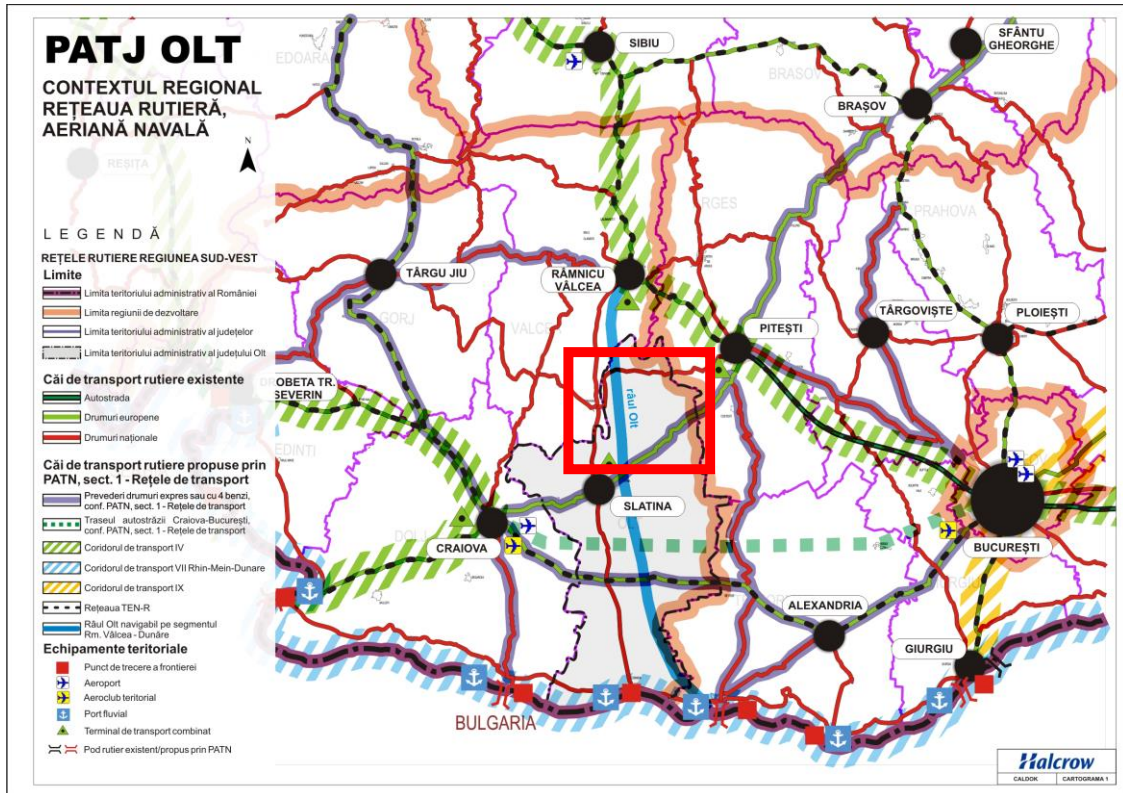 PATJ OLT
CONTEXTUL REGIONAL
REȚEAUA RUTIERĂ,
AERIANĂ NAVALĂ
N
REȘIȚA
LEGENDĂ
REȚELE RUTIERE REGIUNEA SUD-VEST
Limite
Limita teritoriului administrativ al României
Limita regiunii de dezvoltare
Limita teritoriului administrativ al județelor
Limita teritoriului administrativ al județului Olt
Căi de transport rutiere existente
Autostrada
Drumuri europene
Drumuri naționale
Căi de transport rutiere propuse prin
PATN, sect. 1 - Rețele de transport
Prevederi drumuri expres sau cu 4 benzi,
conf. PATN, sect. 1 - Rețele de transport
Traseul autostrăzii Craiova-București,
conf. PATN, sect. 1 - Rețele de transport
Coridorul de transport IV
Coridorul de transport VII Rhin-Mein-Dunare
Coridorul de transport IX
Rețeaua TEN-R
Râul Olt navigabil pe segmentul
Rm. Vâlcea - Dunăre
Echipamente teritoriale
Punct de trecere a frontierei
Aeroport
Aeroclub teritorial
Port fluvial
Terminal de transport combinat
Pod rutier existent/propus prin PATN
EDOARA
SIBIU
BRASOV
SFÂNTU
GHEORGHE
BRAȘOV
RGES
PRAHOVA
TÂRGU JIU
RÂMNICU
VÂLCEA
GORJ
VALC
PITEȘTI
TÂRGOVIȘTE
PLOIEȘTI
OBETA TR.
SEVERIN
EDINTI
râul Olt
SLATINA
DOLJ
CRAIOVA
BUCUREȘTI
ALEXANDRIA
GIURGIU
BULGARIA
Halcrow
CALDOK
CARTOGRAMA 1